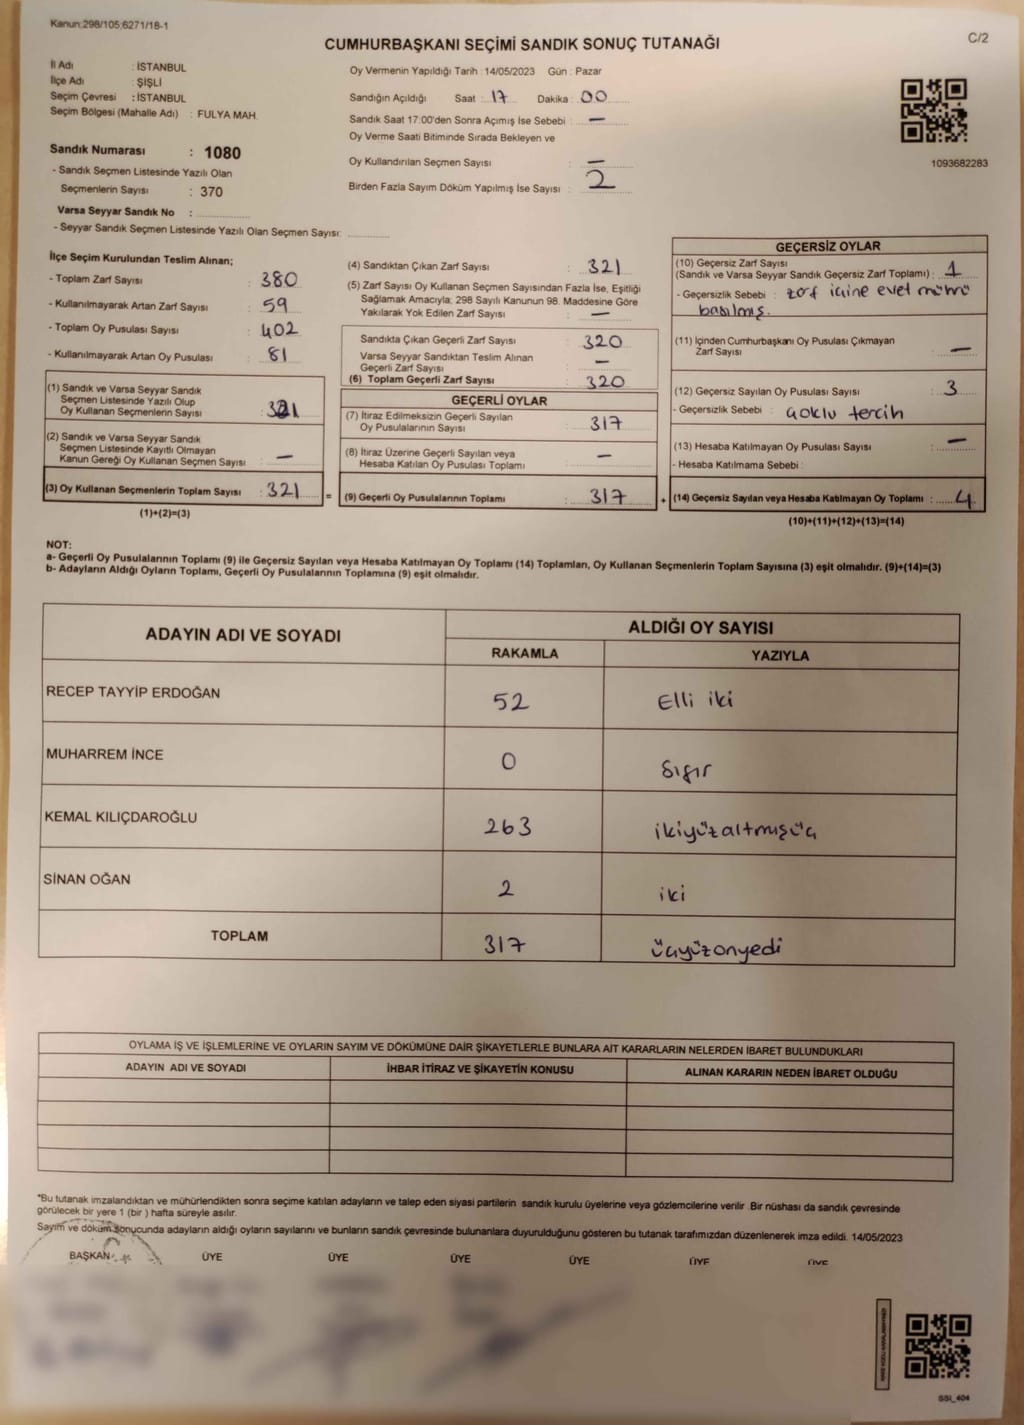 Kanun:298/105,6271/18-1
C/2
CUMHURBAŞKANI SEÇİMİ SANDIK SONUÇ TUTANAĞI
İl Adı : İSTANBUL
İlçe Adı : ŞİŞLİ
Seçim Çevresi : İSTANBUL
Seçim Bölgesi (Mahalle Adı) : FULYA MAH.
Sandık Numarası : 1080
- Sandık Seçmen Listesinde Yazılı Olan
Seçmenlerin Sayısı : 370
Varsa Seyyar Sandık No :
- Seyyar Sandık Seçmen Listesinde Yazılı Olan Seçmen Sayısı:
Oy Vermenin Yapıldığı Tarih : 14/05/2023 Gün : Pazar
Sandığın Açıldığı Saat : 17 Dakika : 00
Sandık Saat 17:00'den Sonra Açımış İse Sebebi : —
Oy Verme Saati Bitiminde Sırada Bekleyen ve
Oy Kullandırılan Seçmen Sayısı : —
Birden Fazla Sayım Döküm Yapılmış İse Sayısı : 2
1093682283
İlçe Seçim Kurulundan Teslim Alınan;
- Toplam Zarf Sayısı : 380
- Kullanılmayarak Artan Zarf Sayısı : 59
- Toplam Oy Pusulası Sayısı : 402
- Kullanılmayarak Artan Oy Pusulası : 81
(1) Sandık ve Varsa Seyyar Sandık
Seçmen Listesinde Yazılı Olup
Oy Kullanan Seçmenlerin Sayısı : 321
(2) Sandık ve Varsa Seyyar Sandık
Seçmen Listesinde Kayıtlı Olmayan
Kanun Gereği Oy Kullanan Seçmen Sayısı : —
(3) Oy Kullanan Seçmenlerin Toplam Sayısı : 321
(1)+(2)=(3)
(4) Sandıktan Çıkan Zarf Sayısı : 321
(5) Zarf Sayısı Oy Kullanan Seçmen Sayısından Fazla İse, Eşitliği
Sağlamak Amacıyla; 298 Sayılı Kanunun 98. Maddesine Göre
Yakılarak Yok Edilen Zarf Sayısı : —
Sandıkta Çıkan Geçerli Zarf Sayısı : 320
Varsa Seyyar Sandıktan Teslim Alınan
Geçerli Zarf Sayısı : —
(6) Toplam Geçerli Zarf Sayısı : 320
GEÇERLİ OYLAR
(7) İtiraz Edilmeksizin Geçerli Sayılan
Oy Pusulalarının Sayısı : 317
(8) İtiraz Üzerine Geçerli Sayılan veya
Hesaba Katılan Oy Pusulası Toplamı : —
= (9) Geçerli Oy Pusulalarının Toplamı : 317
GEÇERSİZ OYLAR
(10) Geçersiz Zarf Sayısı
(Sandık ve Varsa Seyyar Sandık Geçersiz Zarf Toplamı) : 1
- Geçersizlik Sebebi : zarf içine evet mührü
basılmış.
(11) İçinden Cumhurbaşkanı Oy Pusulası Çıkmayan
Zarf Sayısı : —
(12) Geçersiz Sayılan Oy Pusulası Sayısı : 3
- Geçersizlik Sebebi : çoklu tercih
(13) Hesaba Katılmayan Oy Pusulası Sayısı : —
- Hesaba Katılmama Sebebi :
+ (14) Geçersiz Sayılan veya Hesaba Katılmayan Oy Toplamı : 4
(10)+(11)+(12)+(13)=(14)
NOT:
a- Geçerli Oy Pusulalarının Toplamı (9) ile Geçersiz Sayılan veya Hesaba Katılmayan Oy Toplamı (14) Toplamları, Oy Kullanan Seçmenlerin Toplam Sayısına (3) eşit olmalıdır. (9)+(14)=(3)
b- Adayların Aldığı Oyların Toplamı, Geçerli Oy Pusulalarının Toplamına (9) eşit olmalıdır.
ADAYIN ADI VE SOYADI
ALDIĞI OY SAYISI
RAKAMLA YAZIYLA
RECEP TAYYİP ERDOĞAN 52 Elli iki
MUHARREM İNCE 0 Sıfır
KEMAL KILIÇDAROĞLU 263 ikiyüzaltmışüç
SİNAN OĞAN 2 iki
TOPLAM 317 üçyüzonyedi
OYLAMA İŞ VE İŞLEMLERİNE VE OYLARIN SAYIM VE DÖKÜMÜNE DAİR ŞİKAYETLERLE BUNLARA AİT KARARLARIN NELERDEN İBARET BULUNDUKLARI
ADAYIN ADI VE SOYADI İHBAR İTİRAZ VE ŞİKAYETİN KONUSU ALINAN KARARIN NEDEN İBARET OLDUĞU
*Bu tutanak imzalandıktan ve mühürlendikten sonra seçime katılan adayların ve talep eden siyasi partilerin sandık kurulu üyelerine veya gözlemcilerine verilir. Bir nüshası da sandık çevresinde
görülecek bir yere 1 (bir ) hafta süreyle asılır.
Sayım ve döküm sonucunda adayların aldığı oyların sayılarını ve bunların sandık çevresinde bulunanlara duyurulduğunu gösteren bu tutanak tarafımızdan düzenlenerek imza edildi. 14/05/2023
BAŞKAN ÜYE ÜYE ÜYE ÜYE ÜYE ÜYE
SSI_404